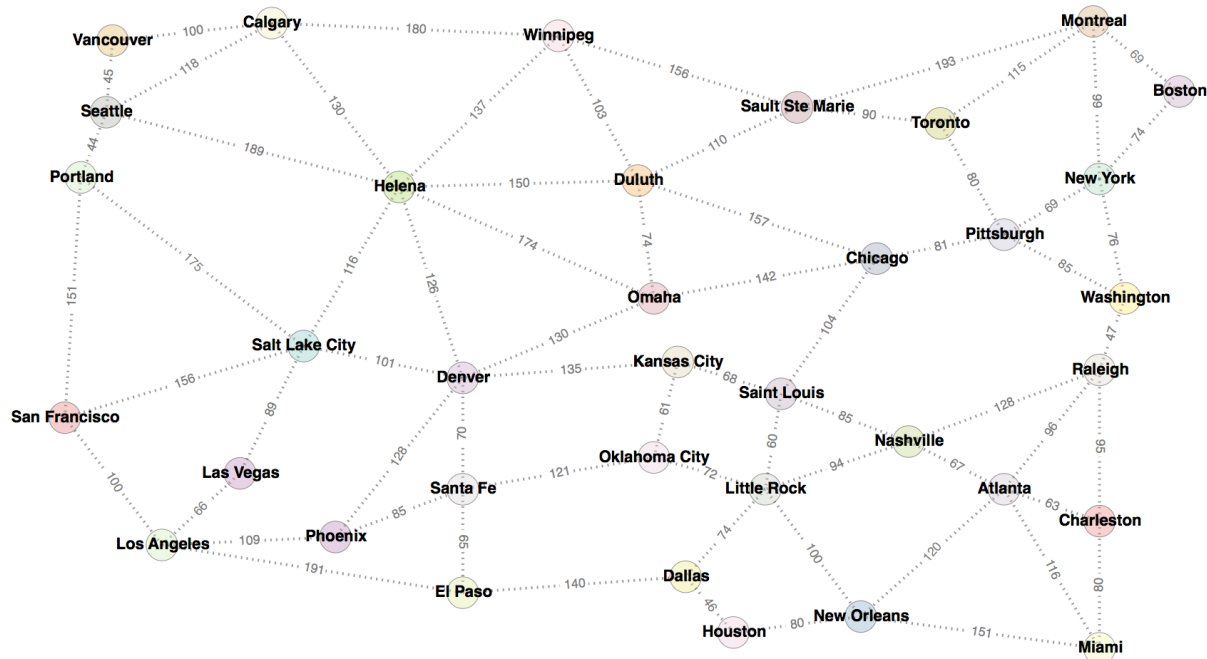 Calgary
Montreal
Vancouver
100
180
Winnipeg
45
118
156
193
115
69
Seattle
130
137
103
Sault Ste Marie
90
Toronto
99
Boston
44
189
110
74
Portland
Helena
150
Duluth
80
New York
69
174
157
Pittsburgh
76
175
116
74
Chicago
81
85
151
126
142
Omaha
Washington
130
104
47
Salt Lake City
101
Denver
135
Kansas City
68
Raleigh
156
Saint Louis
128
San Francisco
89
70
61
85
Nashville
96
95
128
60
Las Vegas
Oklahoma City
94
67
100
121
72
66
Santa Fe
Little Rock
Atlanta
85
63
Charleston
Los Angeles
109
Phoenix
65
74
100
120
191
116
80
El Paso
140
Dallas
46
New Orleans
Houston
80
151
Miami